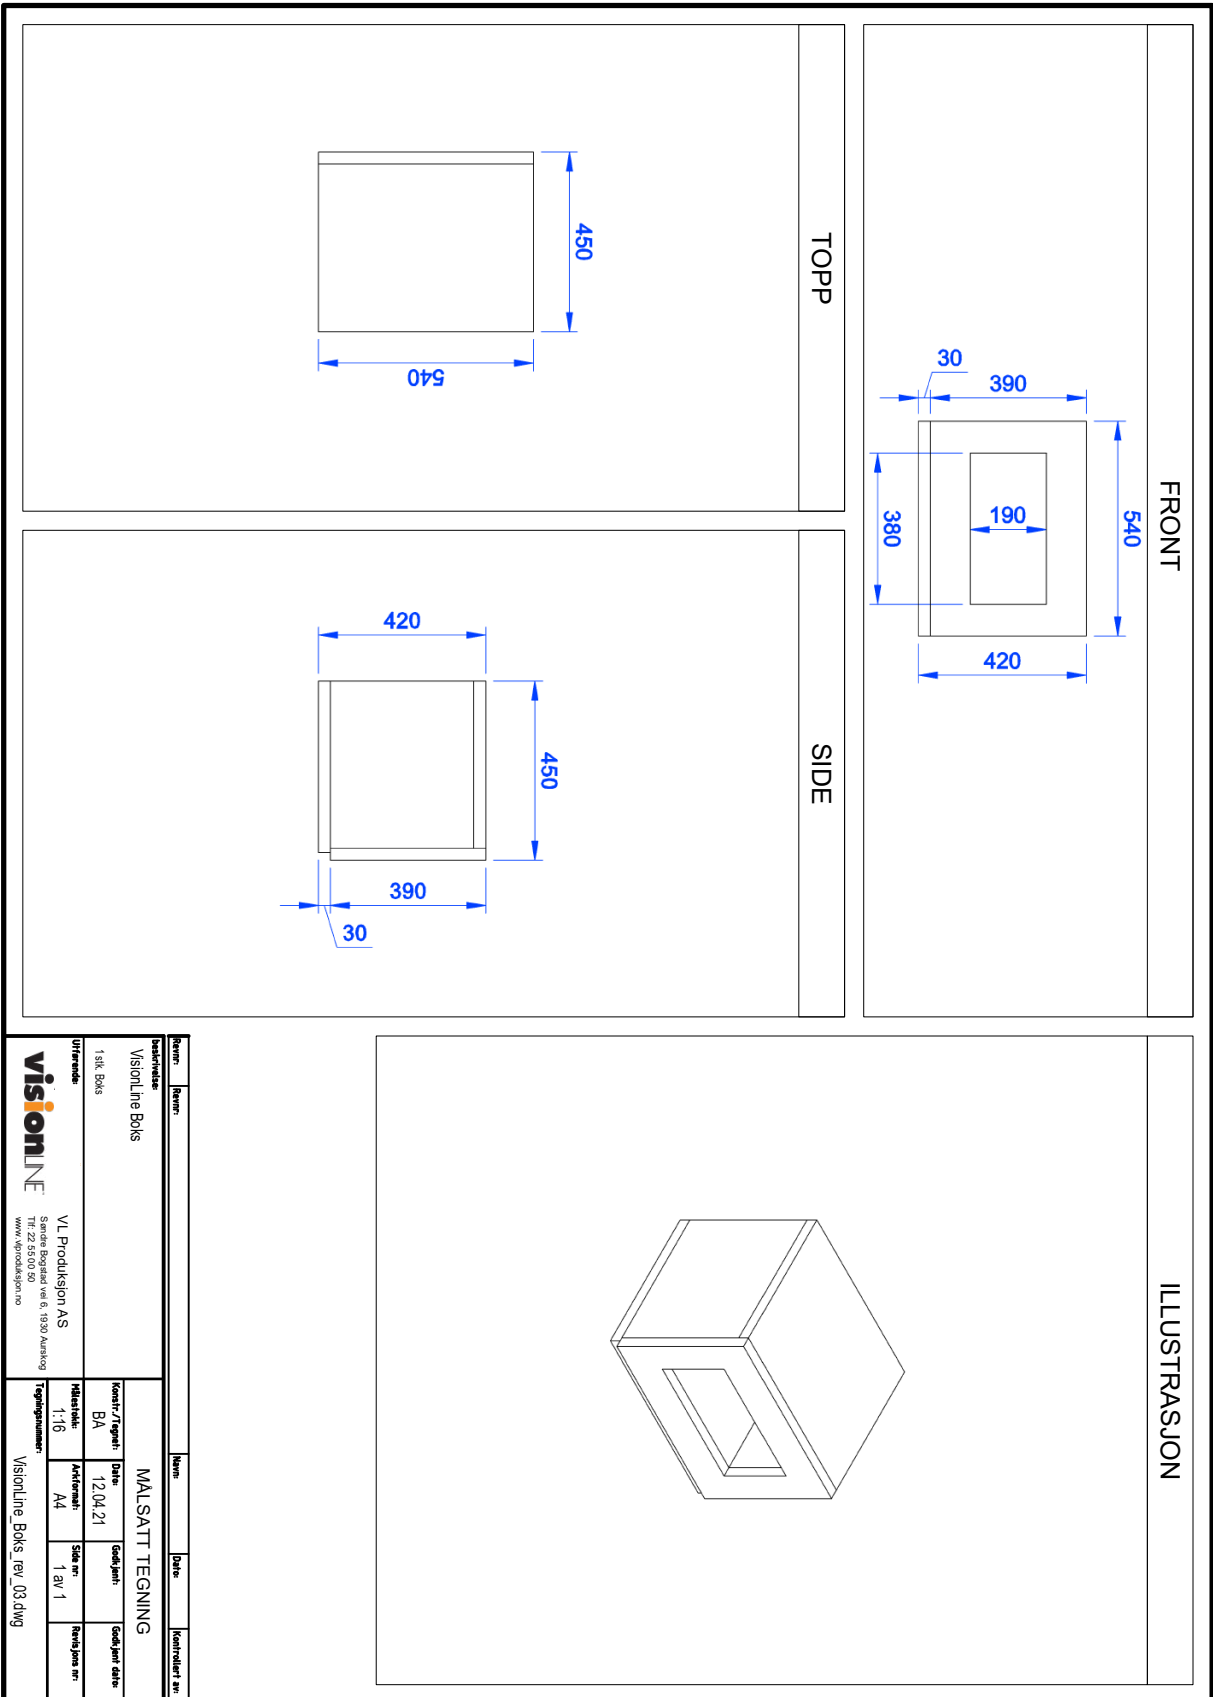 FRONT
540
390
30
190
380
420
ILLUSTRASJON
TOPP
450
540
SIDE
420
450
390
30
Revnr: Revnr: Navn: Dato: Kontrollert av:
beskrivelse:
VisionLine Boks
1 stk. Boks
MÅLSATT TEGNING
Konstr./Tegnet: Dato: Godkjent: Godkjent dato:
BA 12.04.21
Utførende:
visionLINE
VL Produksjon AS
Søndre Bogstad vei 6, 1930 Aurskog
Tlf: 22 55 00 50
www.vlproduksjon.no
Målestokk: Arkformat: Side nr: Revisjons nr:
1:16 A4 1 av 1
Tegningsnummer:
VisionLine_Boks_rev_03.dwg